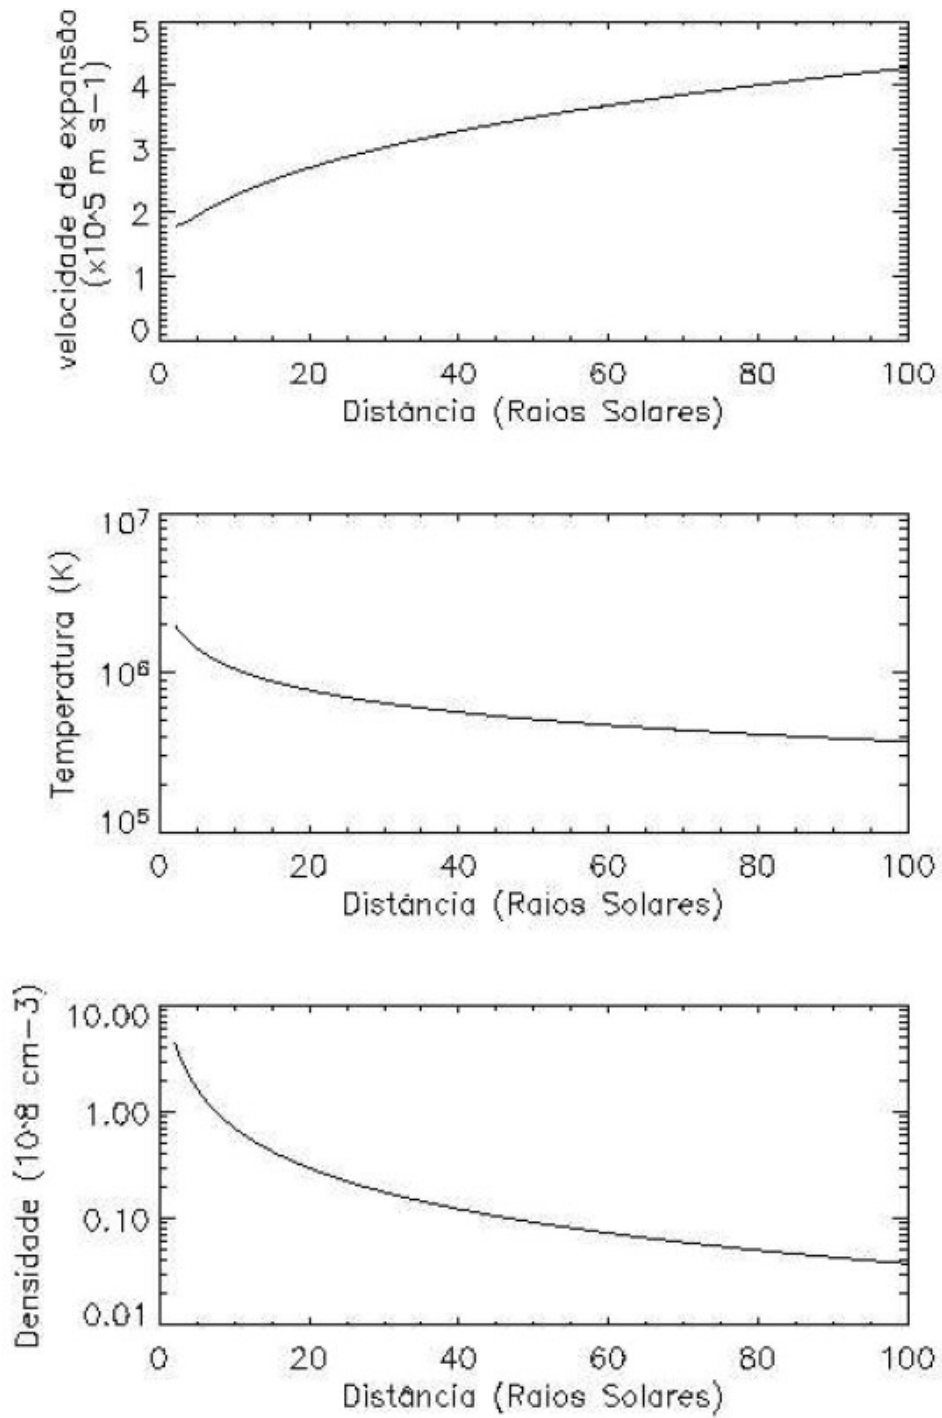 velocidade de expansão
(x10^5 m s-1)
5
4
3
2
1
0
0 20 40 60 80 100
Distância (Raios Solares)
Temperatura (K)
10^7
10^6
10^5
0 20 40 60 80 100
Distância (Raios Solares)
Densidade (10^8 cm-3)
10.00
1.00
0.10
0.01
0 20 40 60 80 100
Distância (Raios Solares)